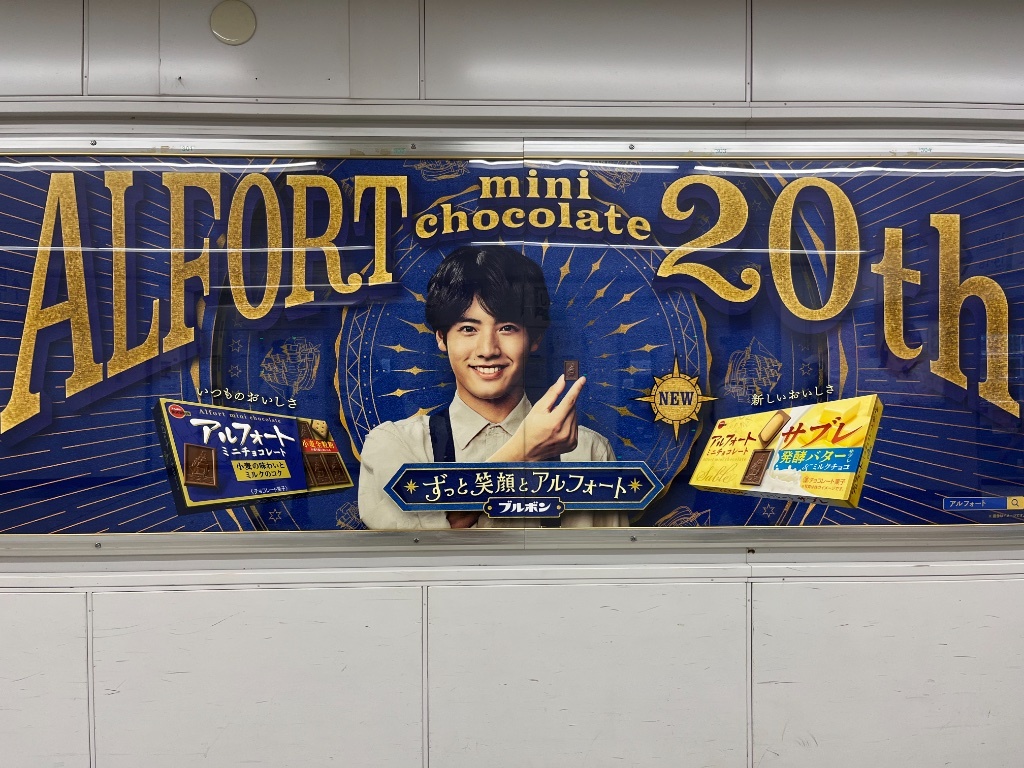 ALFORT
mini
chocolate
20th
いつものおいしさ
Alfort mini chocolate
アルフォート
ミニチョコレート
小麦の味わいと
ミルクのコク
ずっと笑顔とアルフォート
ブルボン
NEW
新しいおいしさ
アルフォート
ミニチョコレート
サブレ
発酵バター
&ミルクチョコ
アルフォート